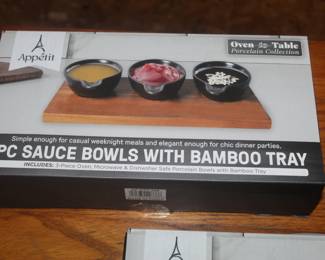 Appétit
Oven to Table
Porcelain Collection
Simple enough for casual weeknight meals and elegant enough for chic dinner parties.
PC SAUCE BOWLS WITH BAMBOO TRAY
INCLUDES: 3-Piece Oven, Microwave & Dishwasher Safe Porcelain Bowls with Bamboo Tray